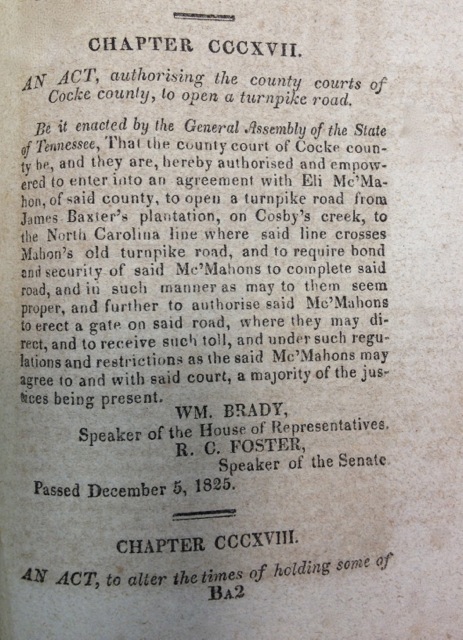 CHAPTER CCCXVII.
AN ACT, authorising the county courts of
Cocke county, to open a turnpike road.
Be it enacted by the General Assembly of the State
of Tennessee, That the county court of Cocke coun-
ty be, and they are, hereby authorised and empow-
ered to enter into an agreement with Eli Mc'Ma-
hon, of said county, to open a turnpike road from
James Baxter's plantation, on Cosby's creek, to
the North Carolina line where said line crosses
Mahon's old turnpike road, and to require bond
and security of said Mc'Mahons to complete said
road, and in such manner as may to them seem
proper, and further to authorise said Mc'Mahons
to erect a gate on said road, where they may di-
rect, and to receive such toll, and under such regu-
lations and restrictions as the said Mc'Mahons may
agree to and with said court, a majority of the jus-
tices being present.
WM. BRADY,
Speaker of the House of Representatives.
R. C. FOSTER,
Speaker of the Senate
Passed December 5, 1825.
CHAPTER CCCXVIII.
AN ACT, to alter the times of holding some of
BA2